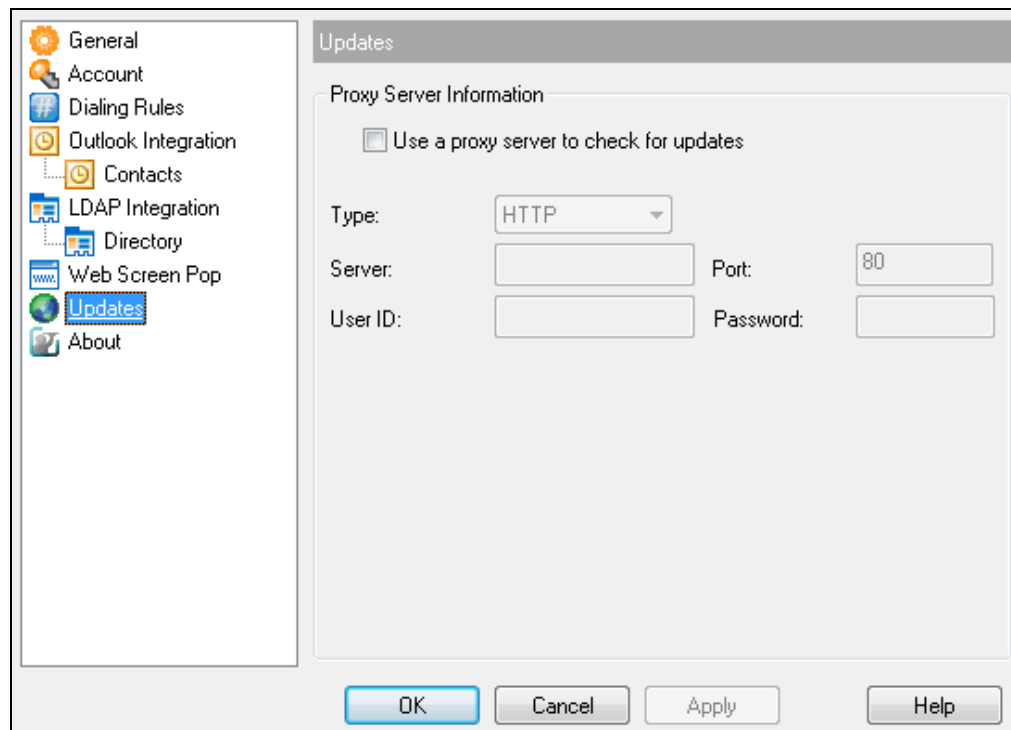 General
Account
Dialing Rules
Outlook Integration
Contacts
LDAP Integration
Directory
www. Web Screen Pop
Updates
About
Updates
Proxy Server Information
Use a proxy server to check for updates
Type: HTTP
Server: Port: 80
User ID: Password:
OK Cancel Apply Help